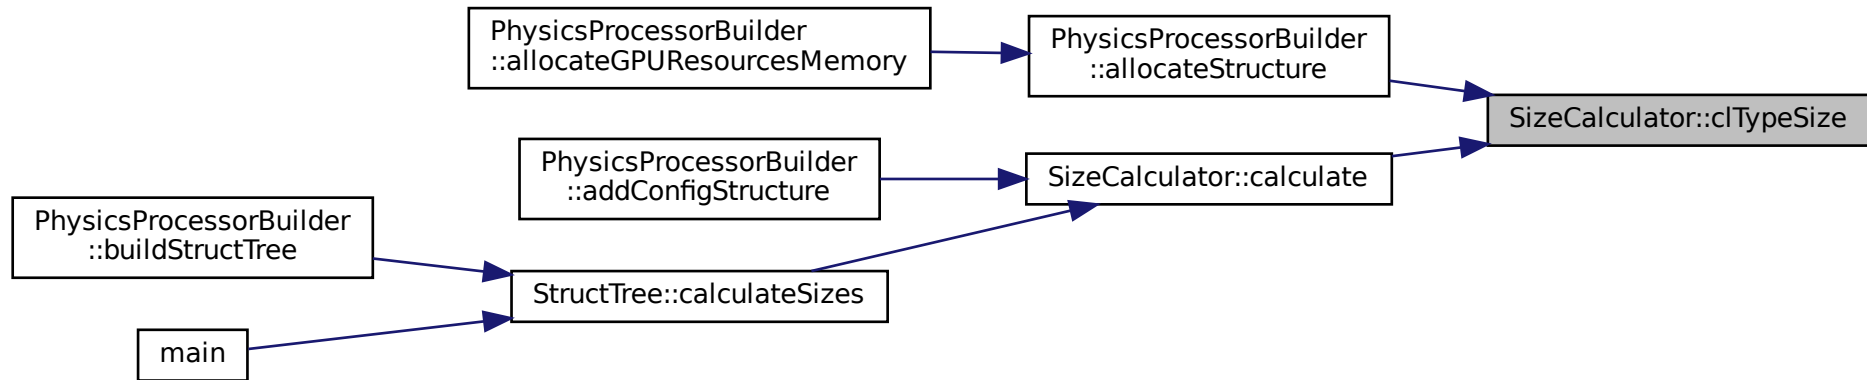 PhysicsProcessorBuilder
::allocateGPUResourcesMemory
PhysicsProcessorBuilder
::allocateStructure
SizeCalculator::clTypeSize
PhysicsProcessorBuilder
::addConfigStructure
SizeCalculator::calculate
PhysicsProcessorBuilder
::buildStructTree
StructTree::calculateSizes
main